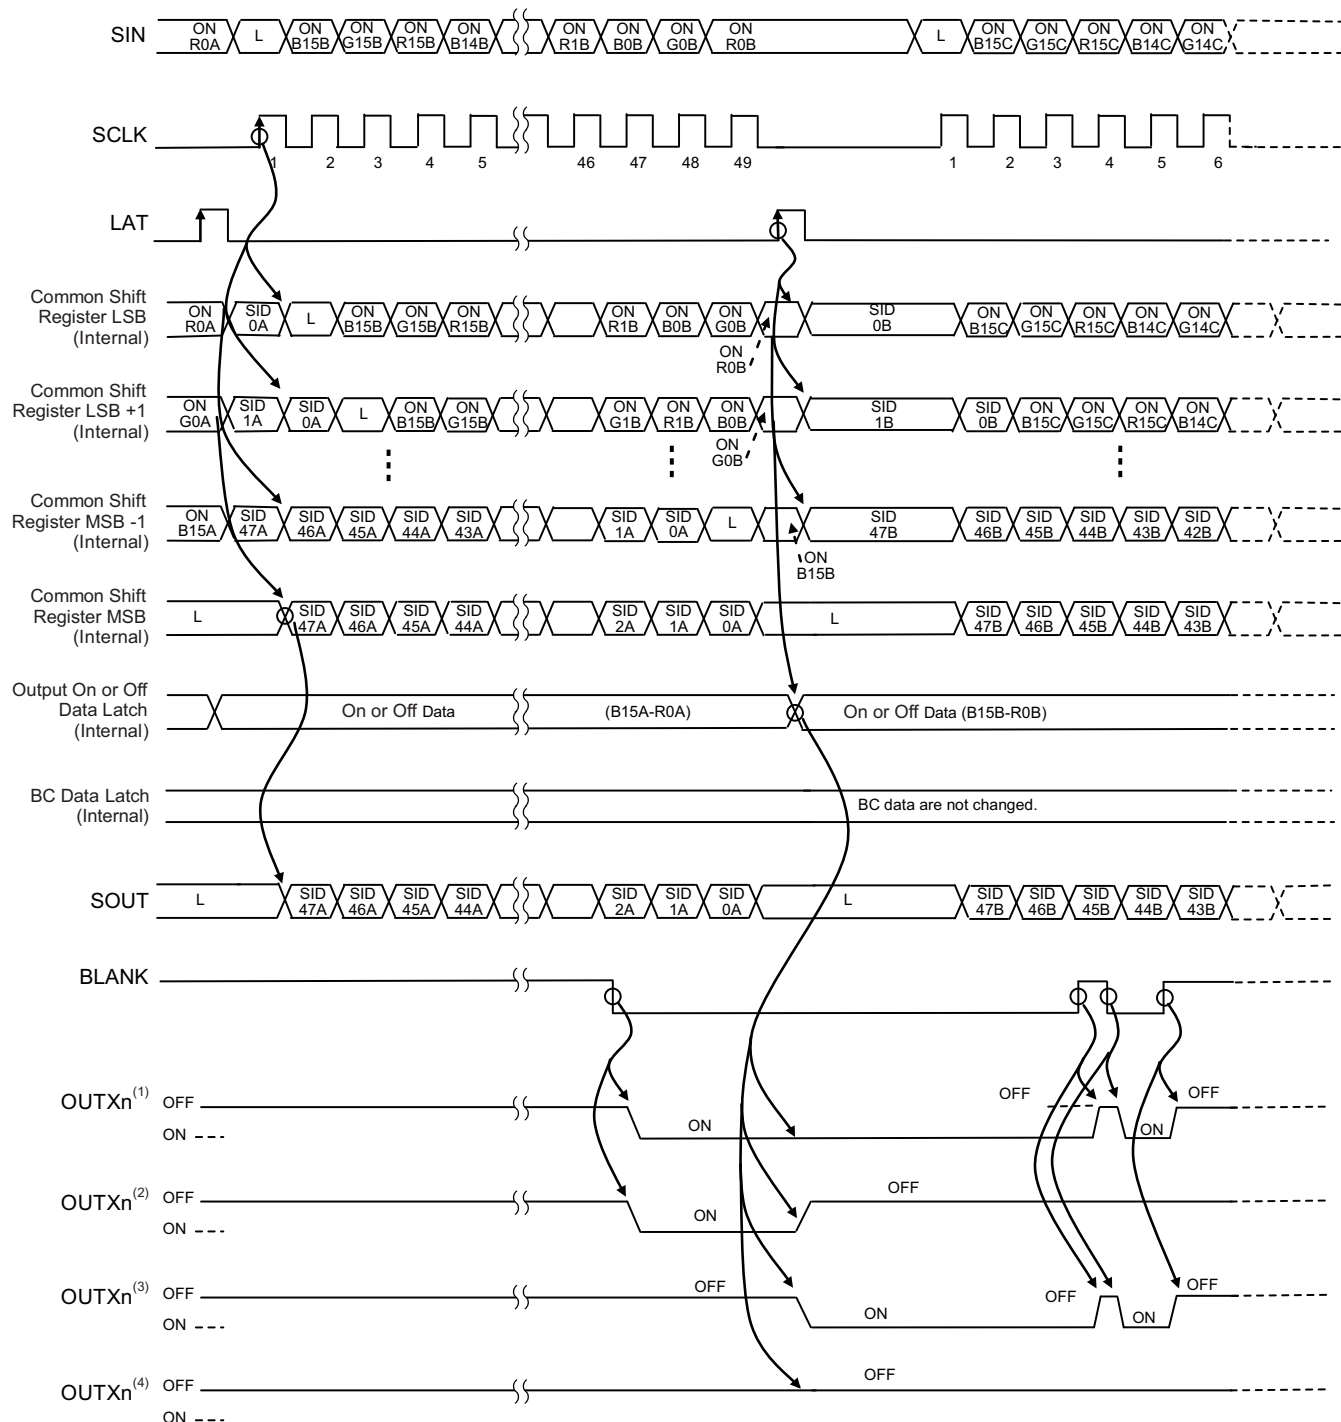 SIN ON R0A L ON B15B ON G15B ON R15B ON B14B ON R1B ON B0B ON G0B ON R0B L ON B15C ON G15C ON R15C ON B14C ON G14C
SCLK 1 2 3 4 5 46 47 48 49 1 2 3 4 5 6
LAT
Common Shift
Register LSB
(Internal)
ON R0A SID 0A L ON B15B ON G15B ON R15B ON R1B ON B0B ON G0B SID 0B ON B15C ON G15C ON R15C ON B14C ON G14C
ON
R0B
Common Shift
Register LSB +1
(Internal)
ON G0A SID 1A SID 0A L ON B15B ON G15B ON G1B ON R1B ON B0B SID 1B SID 0B ON B15C ON G15C ON R15C ON B14C
ON
G0B
Common Shift
Register MSB -1
(Internal)
ON B15A SID 47A SID 46A SID 45A SID 44A SID 43A SID 1A SID 0A L SID 47B SID 46B SID 45B SID 44B SID 43B SID 42B
ON
B15B
Common Shift
Register MSB
(Internal)
L SID 47A SID 46A SID 45A SID 44A SID 2A SID 1A SID 0A L SID 47B SID 46B SID 45B SID 44B SID 43B
Output On or Off
Data Latch
(Internal)
On or Off Data (B15A-R0A) On or Off Data (B15B-R0B)
BC Data Latch
(Internal)
BC data are not changed.
SOUT L SID 47A SID 46A SID 45A SID 44A SID 2A SID 1A SID 0A L SID 47B SID 46B SID 45B SID 44B SID 43B
BLANK
OUTXn(1) OFF OFF OFF
ON ON ON
OUTXn(2) OFF OFF
ON ON
OUTXn(3) OFF OFF OFF OFF
ON ON ON
OUTXn(4) OFF OFF
ON